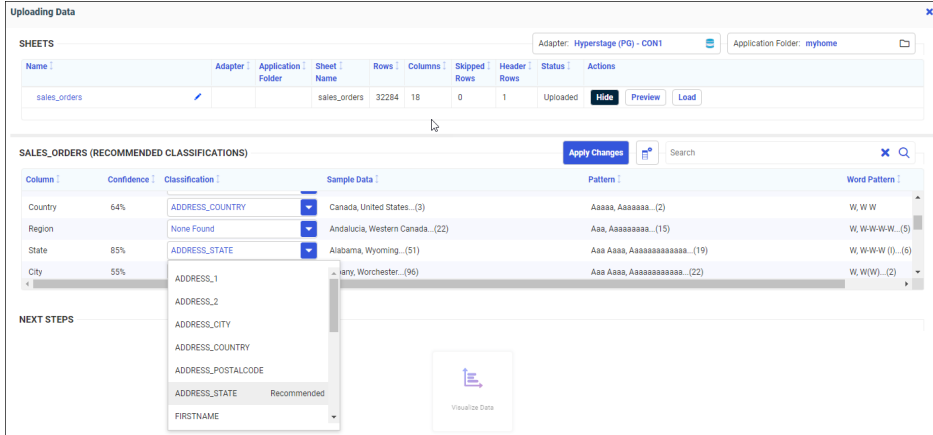 Uploading Data
SHEETS
Adapter: Hyperstage (PG) - CON1
Application Folder: myhome
Name Adapter Application Folder Sheet Name Rows Columns Skipped Rows Header Rows Status Actions
sales_orders sales_orders 32284 18 0 1 Uploaded Hide Preview Load
SALES_ORDERS (RECOMMENDED CLASSIFICATIONS) Apply Changes Search
Column Confidence Classification Sample Data Pattern Word Pattern
Country 64% ADDRESS_COUNTRY Canada, United States...(3) Aaaaa, Aaaaaaa...(2) W, W W
Region None Found Andalucia, Western Canada...(22) Aaa, Aaaaaaaaa...(15) W, W-W-W-W...(5)
State 85% ADDRESS_STATE Alabama, Wyoming...(51) Aaa Aaaa, Aaaaaaaaaaaaa...(19) W, W-W-W (I)...(6)
City 55% any, Worchester...(96) Aaa Aaaa, Aaaaaaaaaaaa...(22) W, W(W)...(2)
ADDRESS_1
ADDRESS_2
ADDRESS_CITY
ADDRESS_COUNTRY
ADDRESS_POSTALCODE
ADDRESS_STATE Recommended
FIRSTNAME
NEXT STEPS
Visualize Data